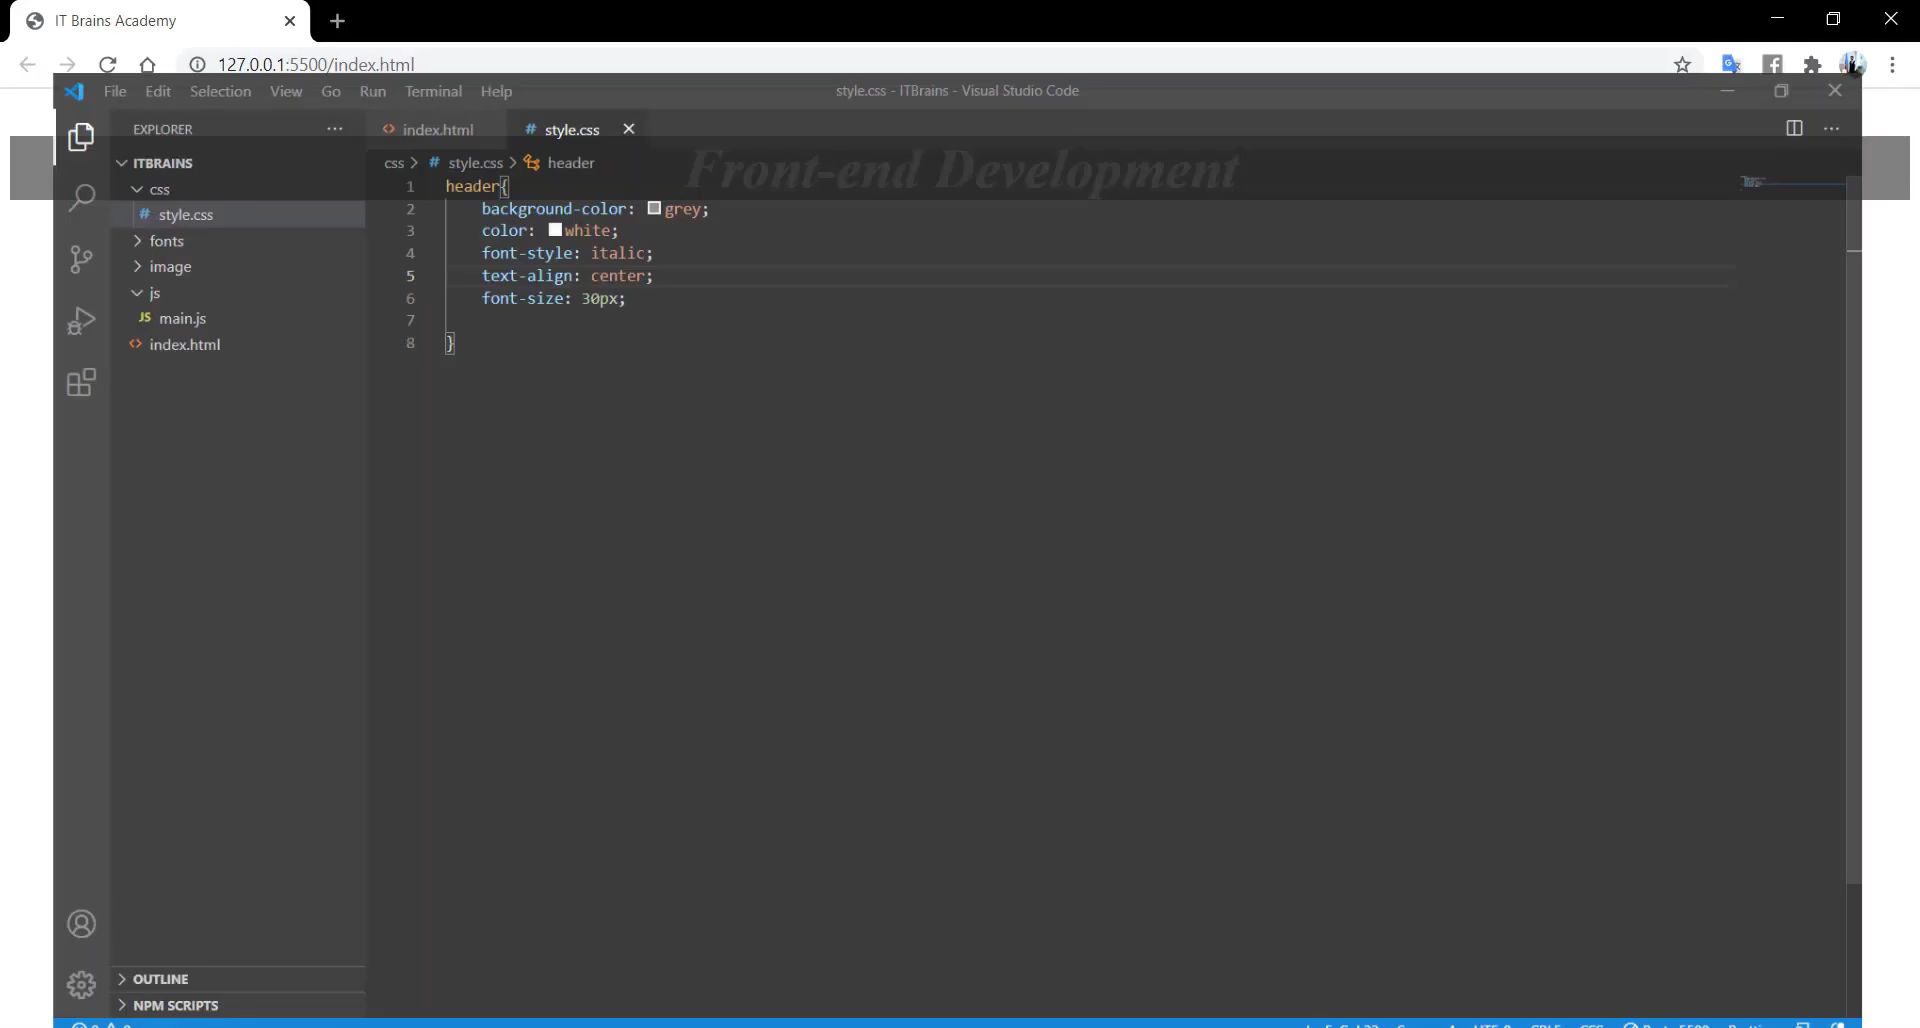 IT Brains Academy
127.0.0.1:5500/index.html
File Edit Selection View Go Run Terminal Help
style.css - ITBrains - Visual Studio Code
EXPLORER
index.html
style.css
ITBRAINS
css
style.css
fonts
image
js
JS main.js
index.html
OUTLINE
NPM SCRIPTS
css > # style.css > header
Front-end Development
1 header{
2 background-color: grey;
3 color: white;
4 font-style: italic;
5 text-align: center;
6 font-size: 30px;
7
8 }